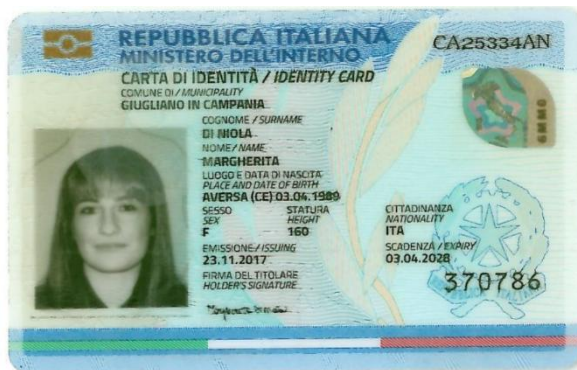 REPUBBLICA ITALIANA
MINISTERO DELL'INTERNO
CA25334AN
CARTA DI IDENTITÀ / IDENTITY CARD
COMUNE DI / MUNICIPALITY
GIUGLIANO IN CAMPANIA
COGNOME / SURNAME
DI NIOLA
NOME / NAME
MARGHERITA
LUOGO E DATA DI NASCITA
PLACE AND DATE OF BIRTH
AVERSA (CE) 03.04.1989
SESSO STATURA CITTADINANZA
SEX HEIGHT NATIONALITY
F 160 ITA
EMISSIONE / ISSUING SCADENZA / EXPIRY
23.11.2017 03.04.2028
FIRMA DEL TITOLARE
HOLDER'S SIGNATURE
370786